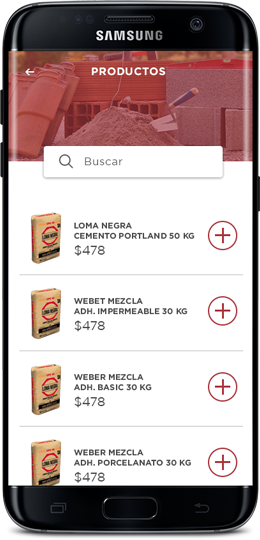 SAMSUNG
PRODUCTOS
Buscar
LOMA NEGRA
CEMENTO PORTLAND 50 KG
$478
WEBET MEZCLA
ADH. IMPERMEABLE 30 KG
$478
WEBER MEZCLA
ADH. BASIC 30 KG
$478
WEBER MEZCLA
ADH. PORCELANATO 30 KG
$478